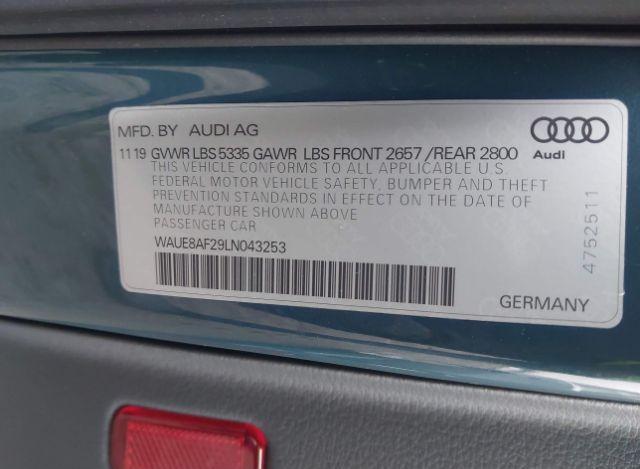 MFD. BY AUDI AG
11 19 GVWR LBS 5335 GAWR LBS FRONT 2657 /REAR 2800
THIS VEHICLE CONFORMS TO ALL APPLICABLE U.S.
FEDERAL MOTOR VEHICLE SAFETY, BUMPER AND THEFT
PREVENTION STANDARDS IN EFFECT ON THE DATE OF
MANUFACTURE SHOWN ABOVE
PASSENGER CAR
WAUE8AF29LN043253
Audi
4752511
GERMANY